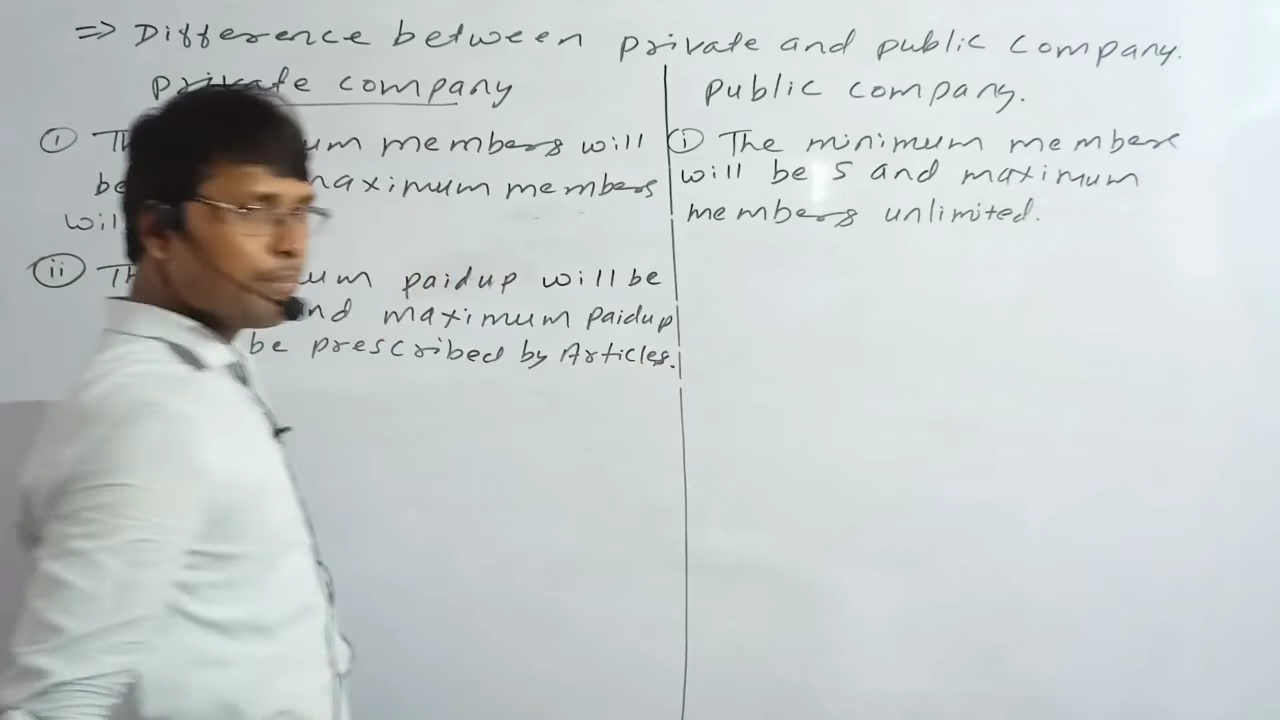 ⇒ Difference between private and public company.
private company
public company.
① Th um members will
be maximum members
wil
① The minimum members
will be 5 and maximum
members unlimited.
ⅱ Th um paidup will be
nd maximum paidup
be prescribed by Articles.